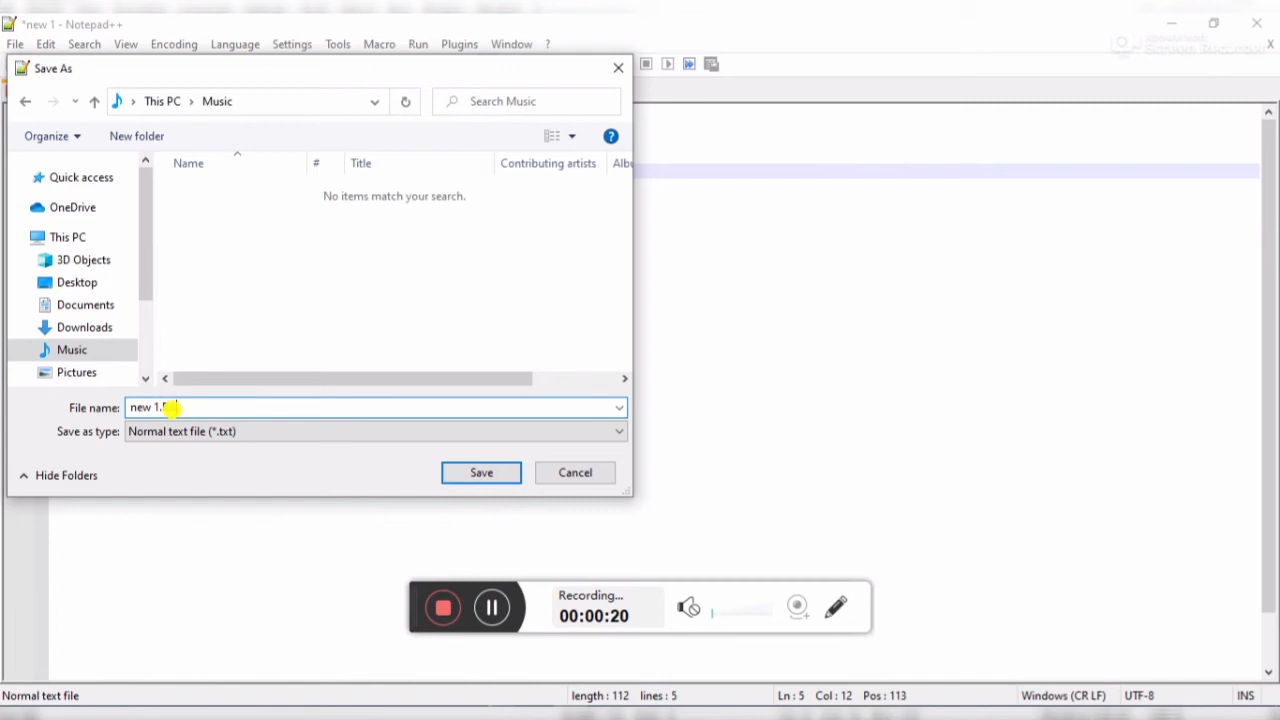 *new 1 - Notepad++
File Edit Search View Encoding Language Settings Tools Macro Run Plugins Window ? X
Save As
This PC > Music
Search Music
Organize New folder
Name # Title Contributing artists Albu
No items match your search.
Quick access
OneDrive
This PC
3D Objects
Desktop
Documents
Downloads
Music
Pictures
File name: new 1.
Save as type: Normal text file (*.txt)
Hide Folders Save Cancel
Recording...
00:00:20
Normal text file length : 112 lines : 5 Ln : 5 Col : 12 Pos : 113 Windows (CR LF) UTF-8 INS